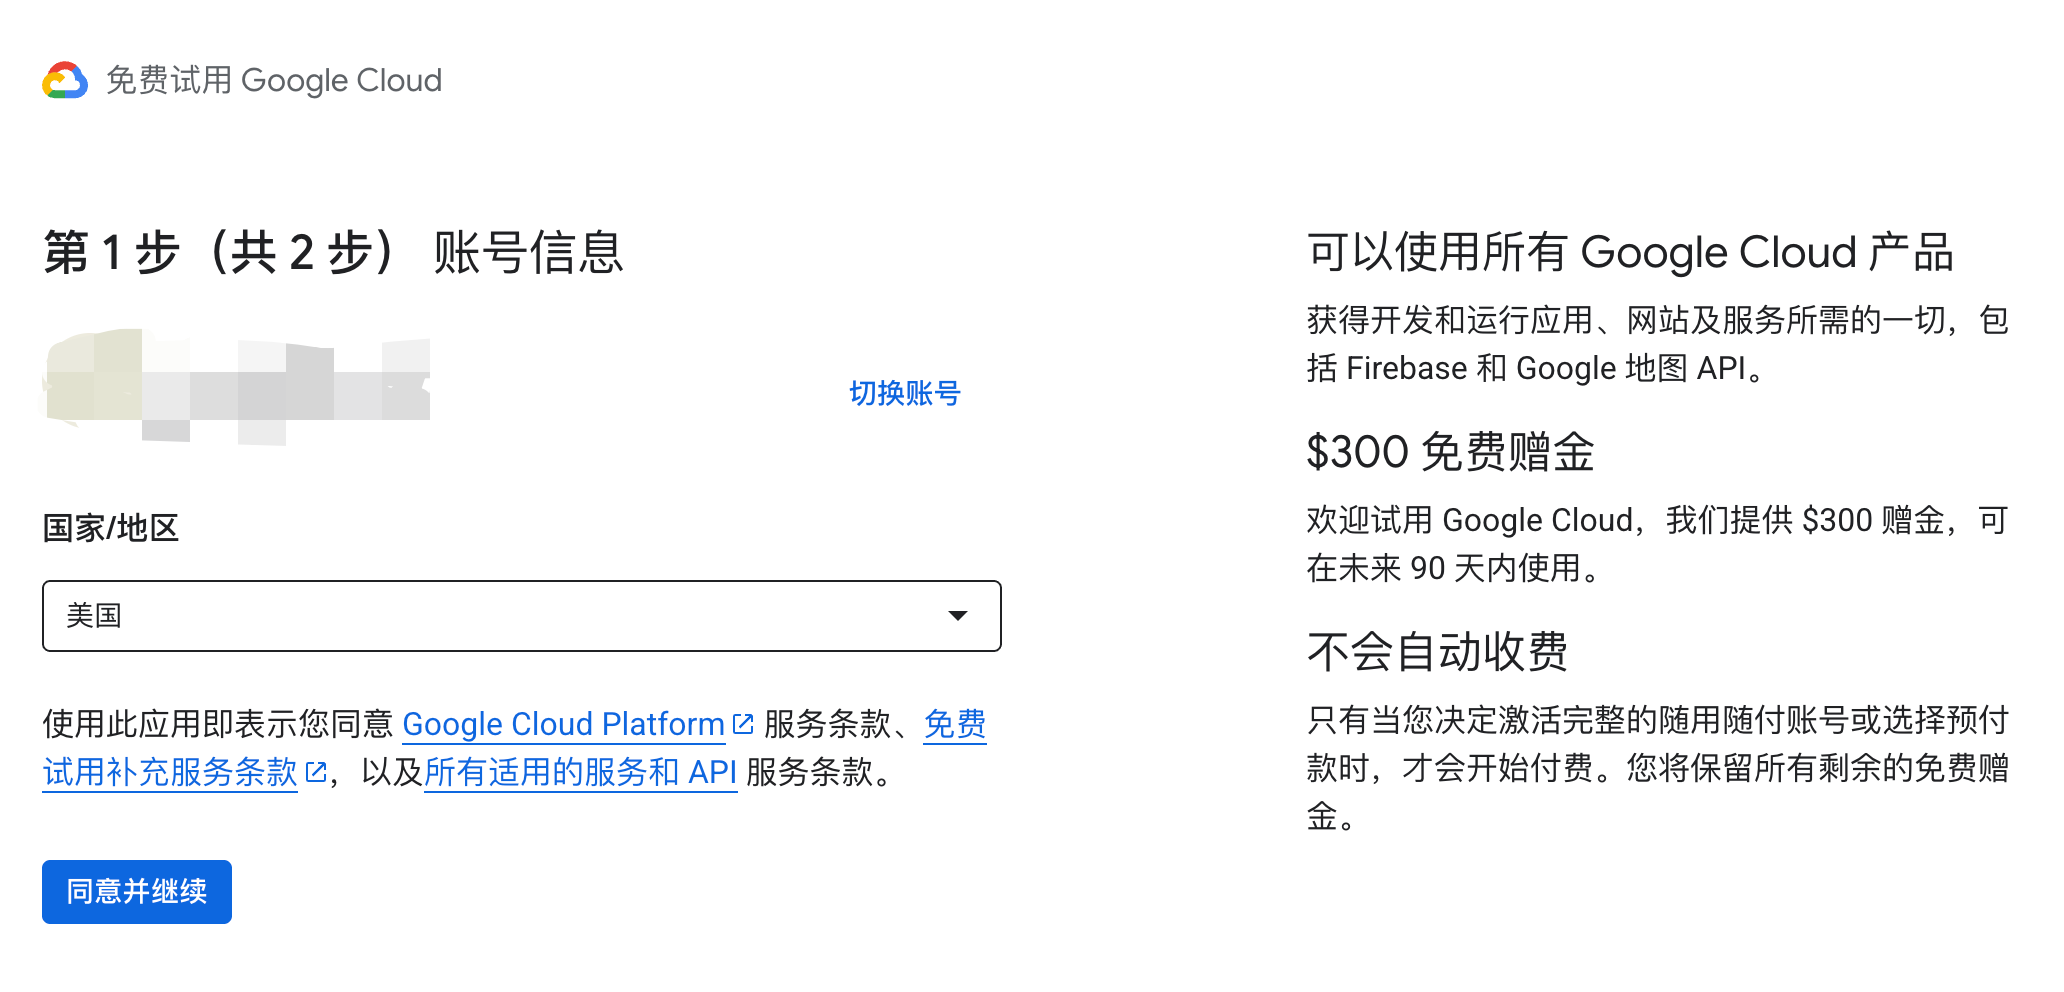 免费试用 Google Cloud
第 1 步（共 2 步） 账号信息
切换账号
国家/地区
美国
使用此应用即表示您同意 Google Cloud Platform 服务条款、免费
试用补充服务条款，以及所有适用的服务和 API 服务条款。
同意并继续
可以使用所有 Google Cloud 产品
获得开发和运行应用、网站及服务所需的一切，包
括 Firebase 和 Google 地图 API。
$300 免费赠金
欢迎试用 Google Cloud，我们提供 $300 赠金，可
在未来 90 天内使用。
不会自动收费
只有当您决定激活完整的随用随付账号或选择预付
款时，才会开始付费。您将保留所有剩余的免费赠
金。